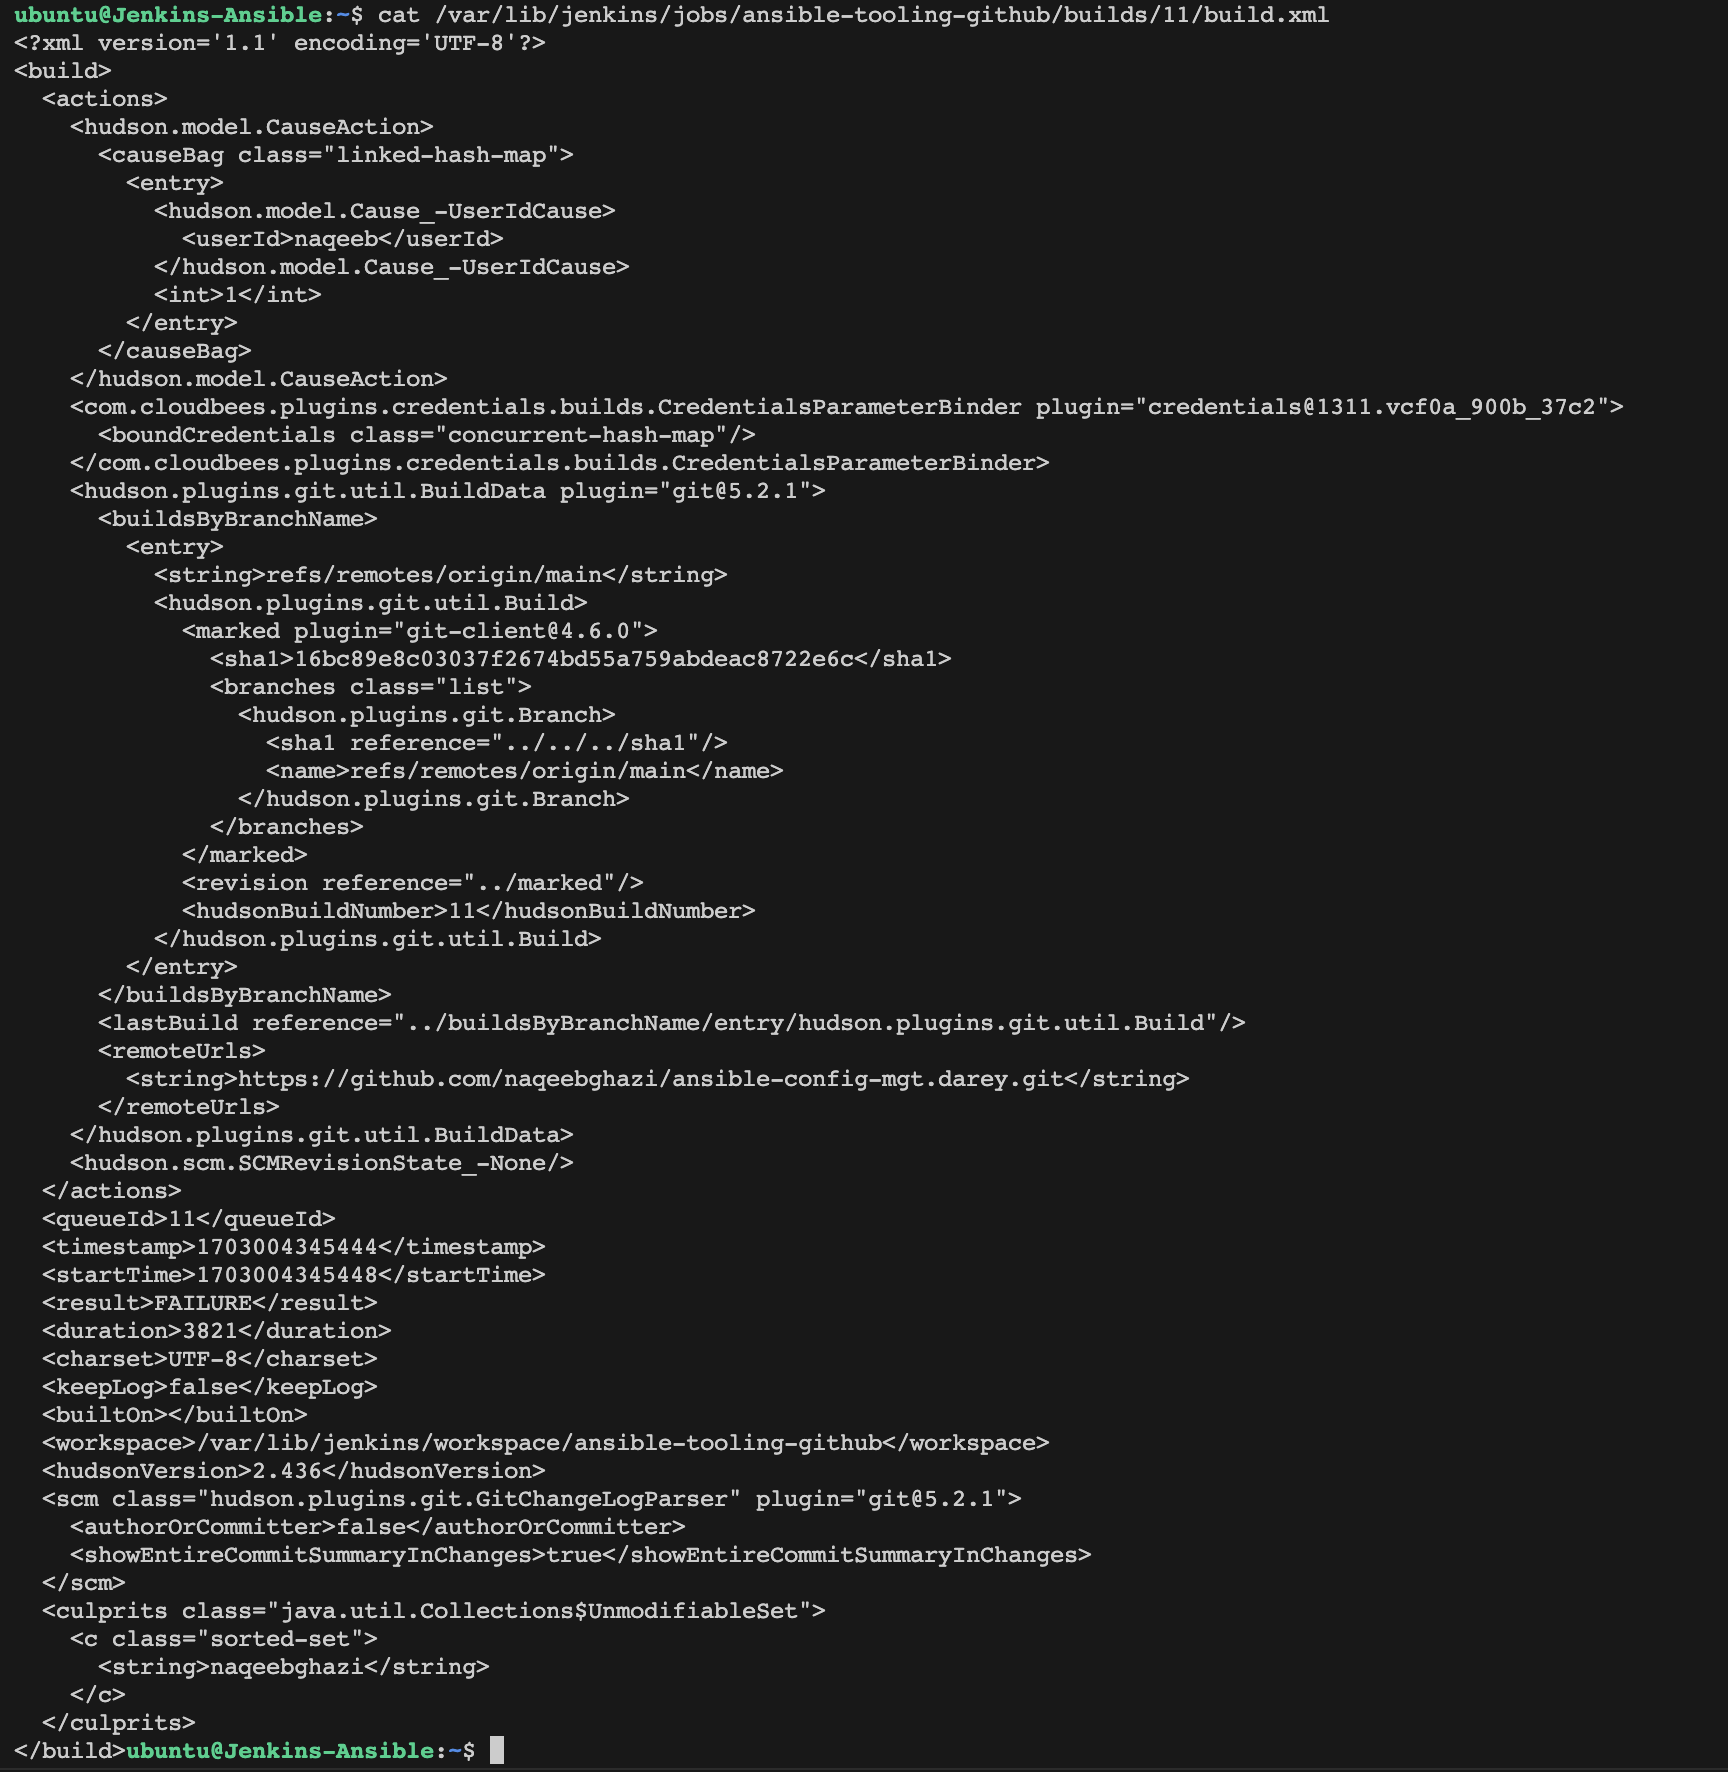 ubuntu@Jenkins-Ansible:~$ cat /var/lib/jenkins/jobs/ansible-tooling-github/builds/11/build.xml
<?xml version='1.1' encoding='UTF-8'?>
<build>
  <actions>
    <hudson.model.CauseAction>
      <causeBag class="linked-hash-map">
        <entry>
          <hudson.model.Cause_-UserIdCause>
            <userId>naqeeb</userId>
          </hudson.model.Cause_-UserIdCause>
          <int>1</int>
        </entry>
      </causeBag>
    </hudson.model.CauseAction>
    <com.cloudbees.plugins.credentials.builds.CredentialsParameterBinder plugin="credentials@1311.vcf0a_900b_37c2">
      <boundCredentials class="concurrent-hash-map"/>
    </com.cloudbees.plugins.credentials.builds.CredentialsParameterBinder>
    <hudson.plugins.git.util.BuildData plugin="git@5.2.1">
      <buildsByBranchName>
        <entry>
          <string>refs/remotes/origin/main</string>
          <hudson.plugins.git.util.Build>
            <marked plugin="git-client@4.6.0">
              <sha1>16bc89e8c03037f2674bd55a759abdeac8722e6c</sha1>
              <branches class="list">
                <hudson.plugins.git.Branch>
                  <sha1 reference="../../../sha1"/>
                  <name>refs/remotes/origin/main</name>
                </hudson.plugins.git.Branch>
              </branches>
            </marked>
            <revision reference="../marked"/>
            <hudsonBuildNumber>11</hudsonBuildNumber>
          </hudson.plugins.git.util.Build>
        </entry>
      </buildsByBranchName>
      <lastBuild reference="../buildsByBranchName/entry/hudson.plugins.git.util.Build"/>
      <remoteUrls>
        <string>https://github.com/naqeebghazi/ansible-config-mgt.darey.git</string>
      </remoteUrls>
    </hudson.plugins.git.util.BuildData>
    <hudson.scm.SCMRevisionState_-None/>
  </actions>
  <queueId>11</queueId>
  <timestamp>1703004345444</timestamp>
  <startTime>1703004345448</startTime>
  <result>FAILURE</result>
  <duration>3821</duration>
  <charset>UTF-8</charset>
  <keepLog>false</keepLog>
  <builtOn></builtOn>
  <workspace>/var/lib/jenkins/workspace/ansible-tooling-github</workspace>
  <hudsonVersion>2.436</hudsonVersion>
  <scm class="hudson.plugins.git.GitChangeLogParser" plugin="git@5.2.1">
    <authorOrCommitter>false</authorOrCommitter>
    <showEntireCommitSummaryInChanges>true</showEntireCommitSummaryInChanges>
  </scm>
  <culprits class="java.util.Collections$UnmodifiableSet">
    <c class="sorted-set">
      <string>naqeebghazi</string>
    </c>
  </culprits>
</build>ubuntu@Jenkins-Ansible:~$